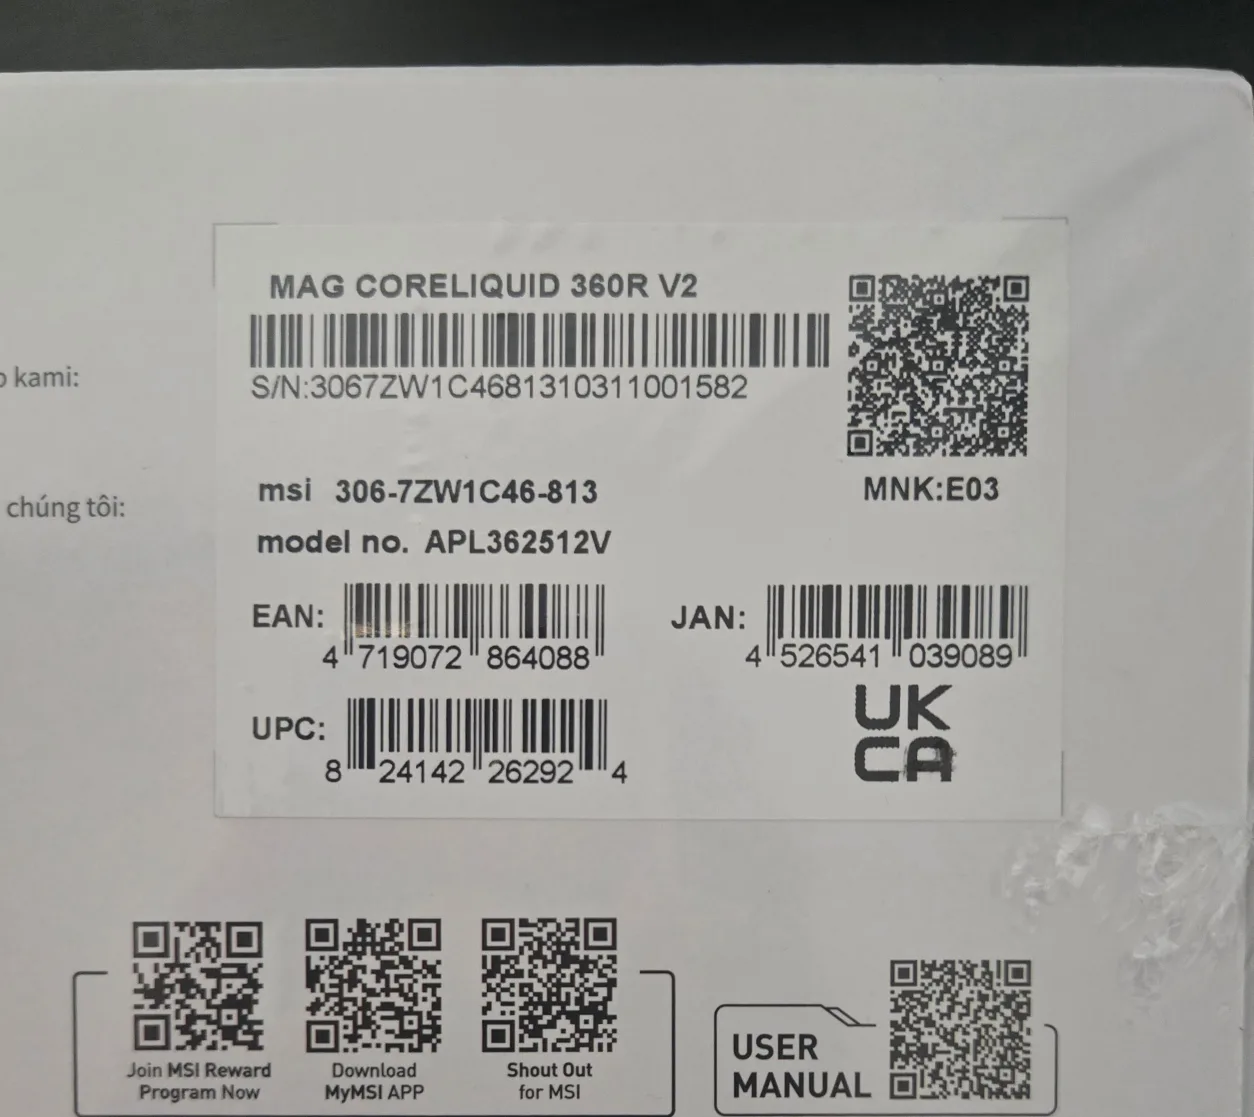 MAG CORELIQUID 360R V2
S/N:3067ZW1C4681310311001582
kami:
chúng tôi:
msi 306-7ZW1C46-813
MNK:E03
model no. APL362512V
EAN: 4 719072 864088
JAN: 4 526541 039089
UPC: 8 24142 26292 4
UK
CA
Join MSI Reward
Program Now
Download
MyMSI APP
Shout Out
for MSI
USER
MANUAL